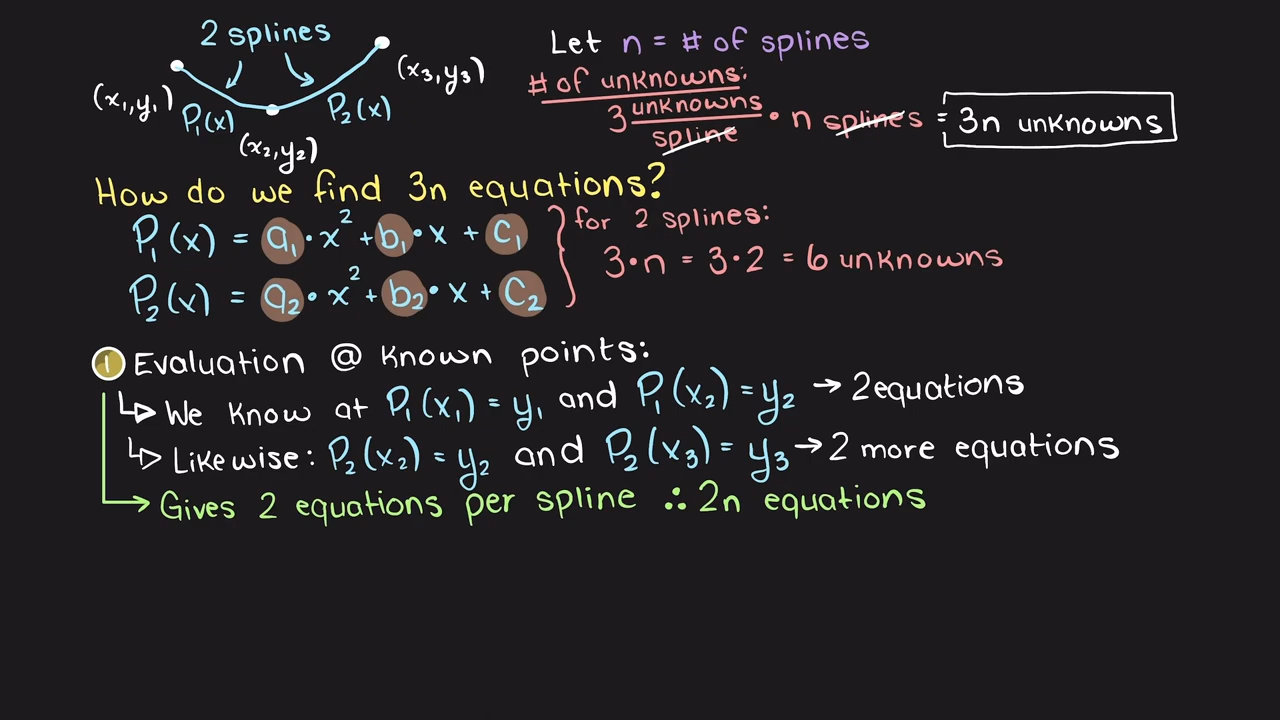 2 splines
(x₁,y₁)
P₁(x)
(x₂,y₂)
P₂(x)
(x₃,y₃)
Let n = # of splines
# of unknowns:
3 unknowns/spline • n splines = 3n unknowns
How do we find 3n equations?
P₁(x) = a₁•x² + b₁•x + c₁
P₂(x) = a₂•x² + b₂•x + c₂
for 2 splines:
3•n = 3•2 = 6 unknowns
1 Evaluation @ known points:
We know at P₁(x₁) = y₁ and P₁(x₂) = y₂ → 2 equations
Likewise: P₂(x₂) = y₂ and P₂(x₃) = y₃ → 2 more equations
Gives 2 equations per spline ∴ 2n equations